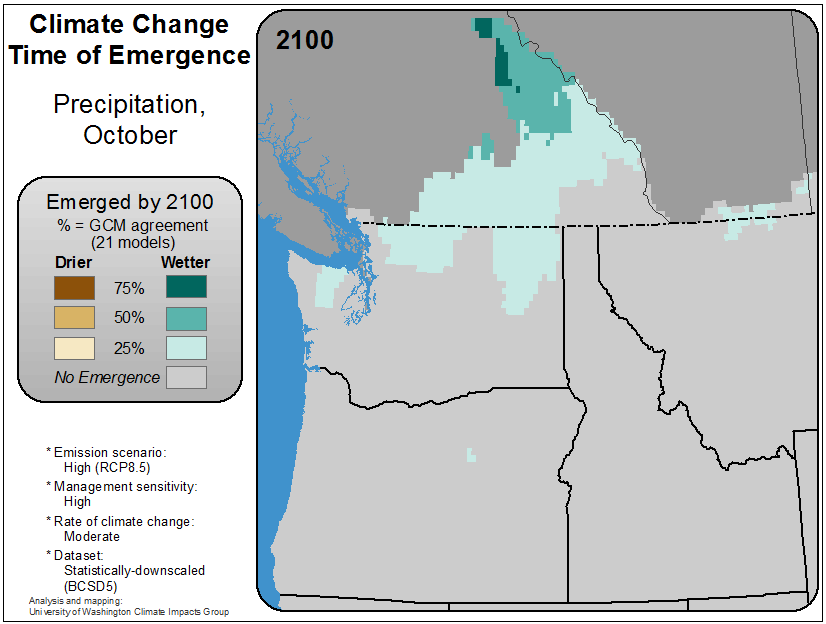 Climate Change
Time of Emergence
Precipitation,
October
Emerged by 2100
% = GCM agreement
(21 models)
Drier Wetter
75%
50%
25%
No Emergence
* Emission scenario:
High (RCP8.5)
* Management sensitivity:
High
* Rate of climate change:
Moderate
* Dataset:
Statistically-downscaled
(BCSD5)
Analysis and mapping:
University of Washington Climate Impacts Group
2100